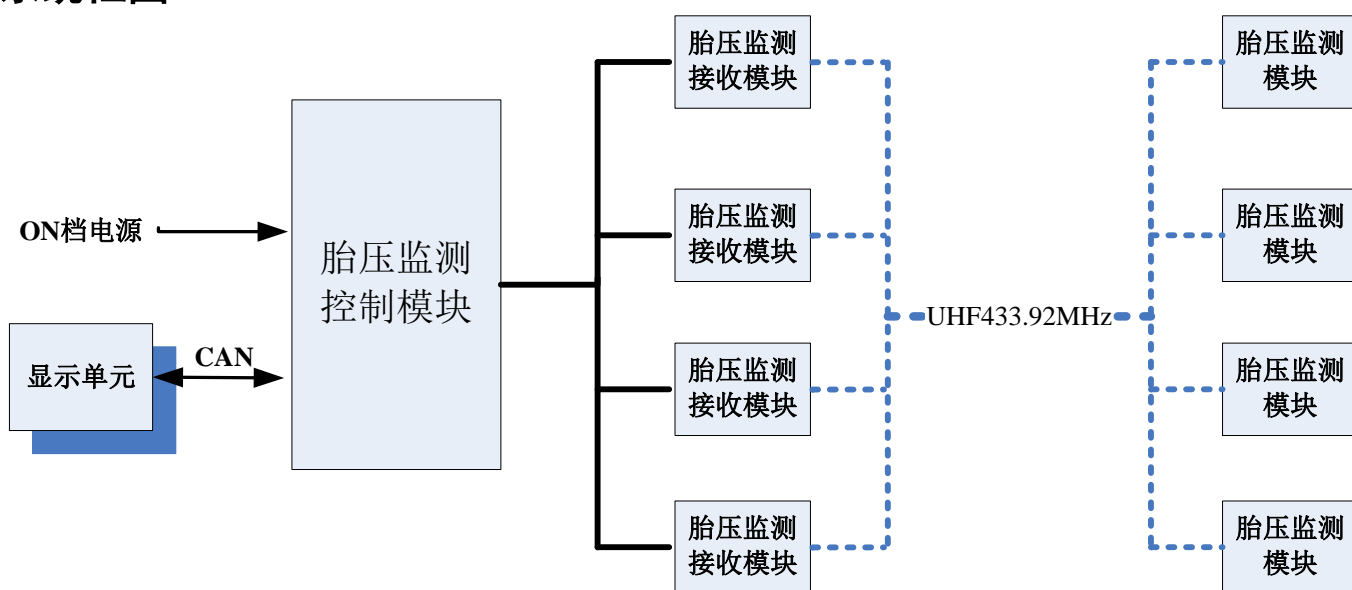 胎压监测
接收模块
胎压监测
模块
胎压监测
接收模块
胎压监测
模块
ON档电源
胎压监测
控制模块
UHF433.92MHz
CAN
显示单元
胎压监测
接收模块
胎压监测
模块
胎压监测
接收模块
胎压监测
模块